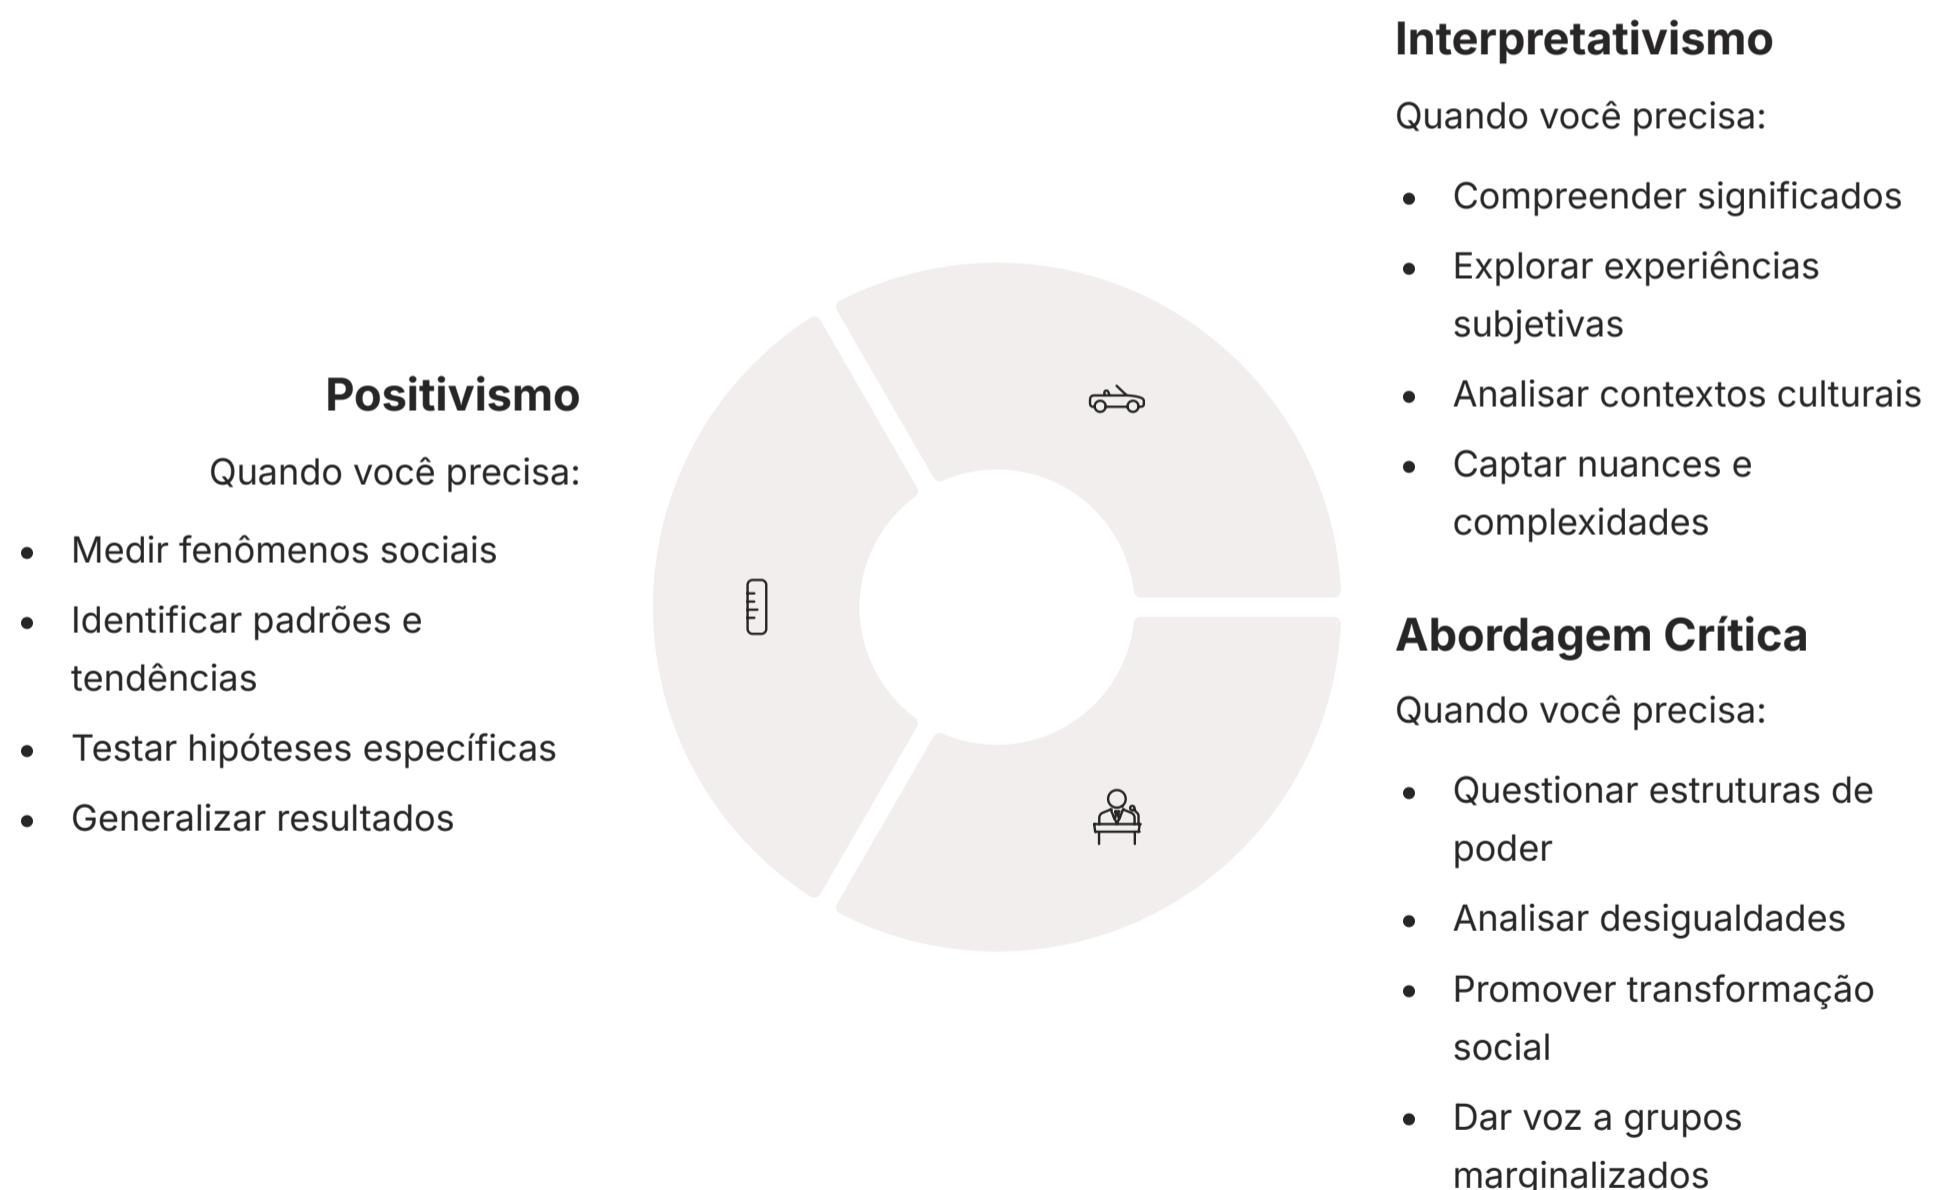 Positivismo
Quando você precisa:
Medir fenômenos sociais
Identificar padrões e
tendências
Testar hipóteses específicas
Generalizar resultados
Interpretativismo
Quando você precisa:
Compreender significados
Explorar experiências
subjetivas
Analisar contextos culturais
Captar nuances e
complexidades
Abordagem Crítica
Quando você precisa:
Questionar estruturas de
poder
Analisar desigualdades
Promover transformação
social
Dar voz a grupos
marginalizados